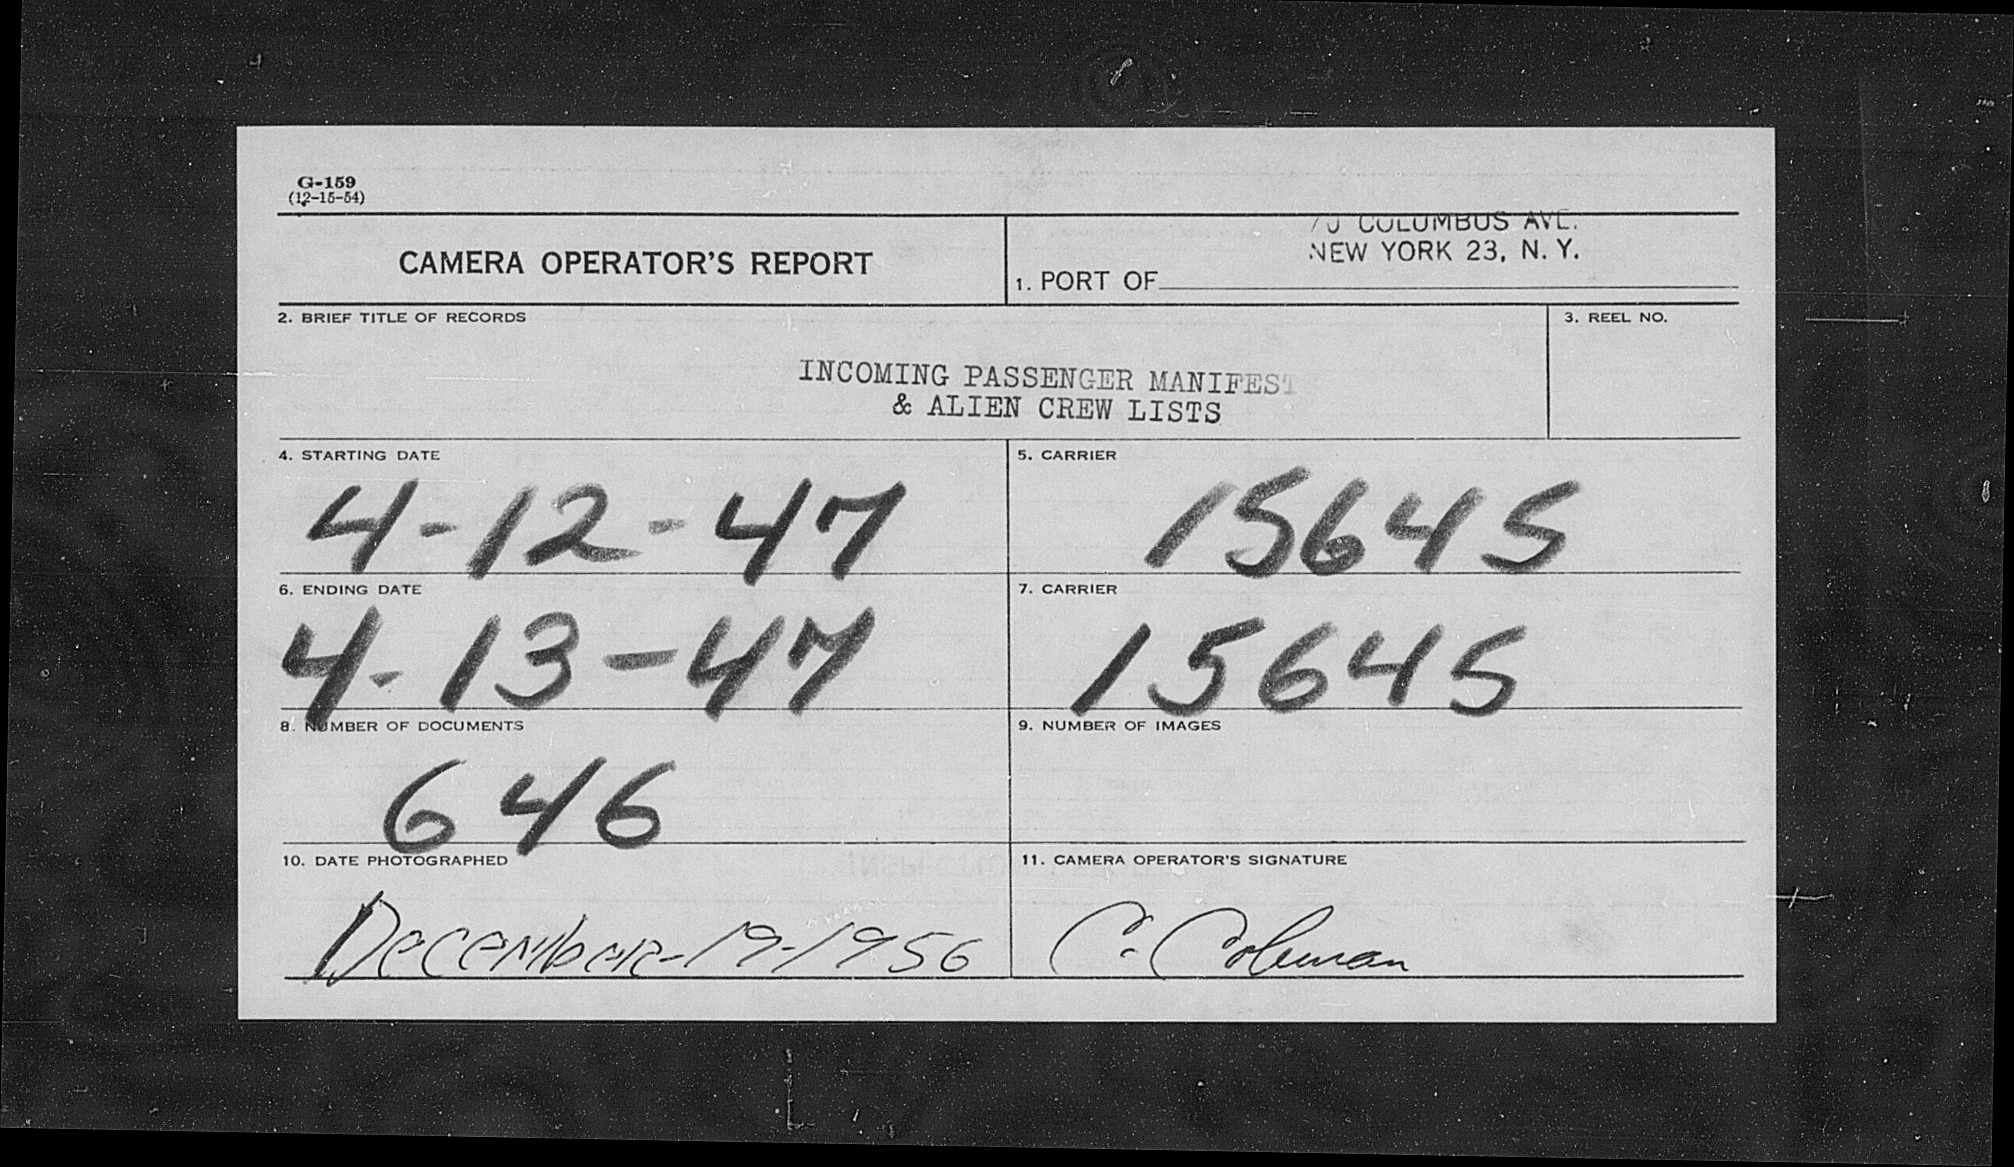 G-159
(12-15-54)
CAMERA OPERATOR'S REPORT
COLUMBUS AVE.
NEW YORK 23, N. Y.
1. PORT OF
2. BRIEF TITLE OF RECORDS
3. REEL NO.
INCOMING PASSENGER MANIFEST
& ALIEN CREW LISTS
4. STARTING DATE
4-12-47
5. CARRIER
15645
6. ENDING DATE
4-13-47
7. CARRIER
15645
8. NUMBER OF DOCUMENTS
646
9. NUMBER OF IMAGES
10. DATE PHOTOGRAPHED
December-19-1956
11. CAMERA OPERATOR'S SIGNATURE
C. Coleman